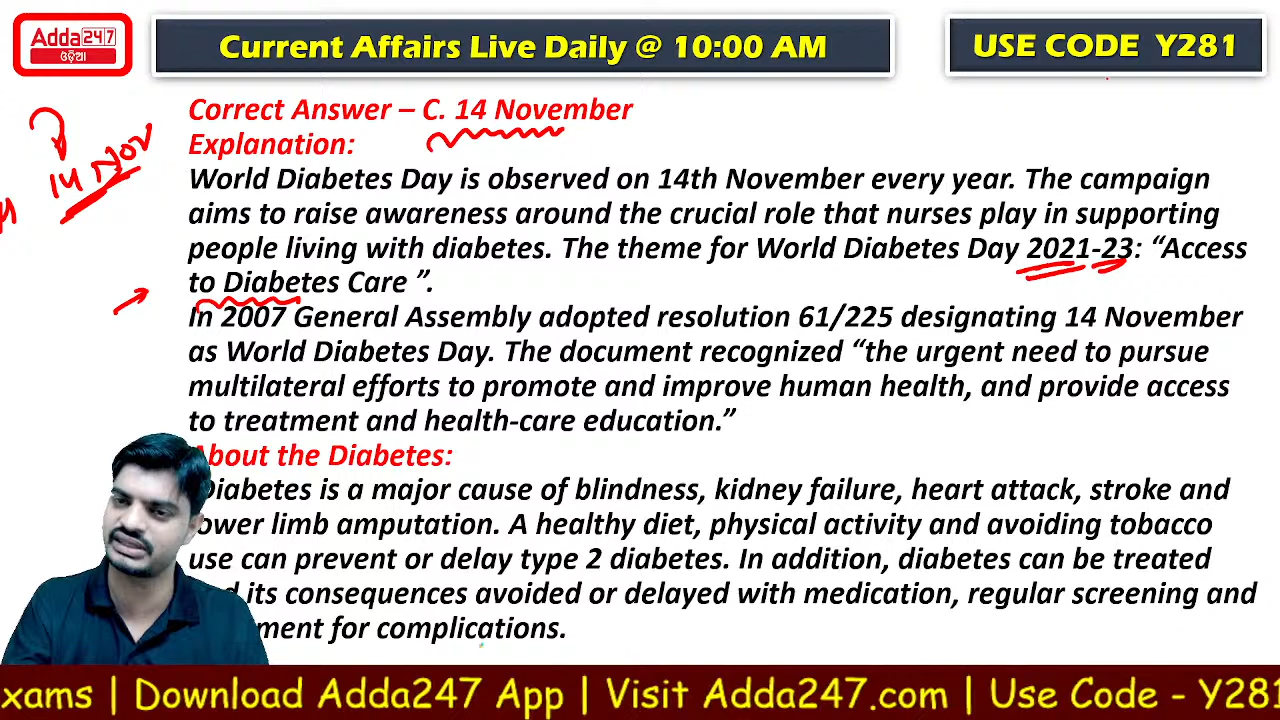 Adda247
ଓଡ଼ିଆ
Current Affairs Live Daily @ 10:00 AM
USE CODE Y281
14 Nov
Correct Answer – C. 14 November
Explanation:
World Diabetes Day is observed on 14th November every year. The campaign
aims to raise awareness around the crucial role that nurses play in supporting
people living with diabetes. The theme for World Diabetes Day 2021-23: “Access
to Diabetes Care ”.
In 2007 General Assembly adopted resolution 61/225 designating 14 November
as World Diabetes Day. The document recognized “the urgent need to pursue
multilateral efforts to promote and improve human health, and provide access
to treatment and health-care education.”
About the Diabetes:
Diabetes is a major cause of blindness, kidney failure, heart attack, stroke and
lower limb amputation. A healthy diet, physical activity and avoiding tobacco
use can prevent or delay type 2 diabetes. In addition, diabetes can be treated
its consequences avoided or delayed with medication, regular screening and
for complications.
xams | Download Adda247 App | Visit Adda247.com | Use Code - Y281